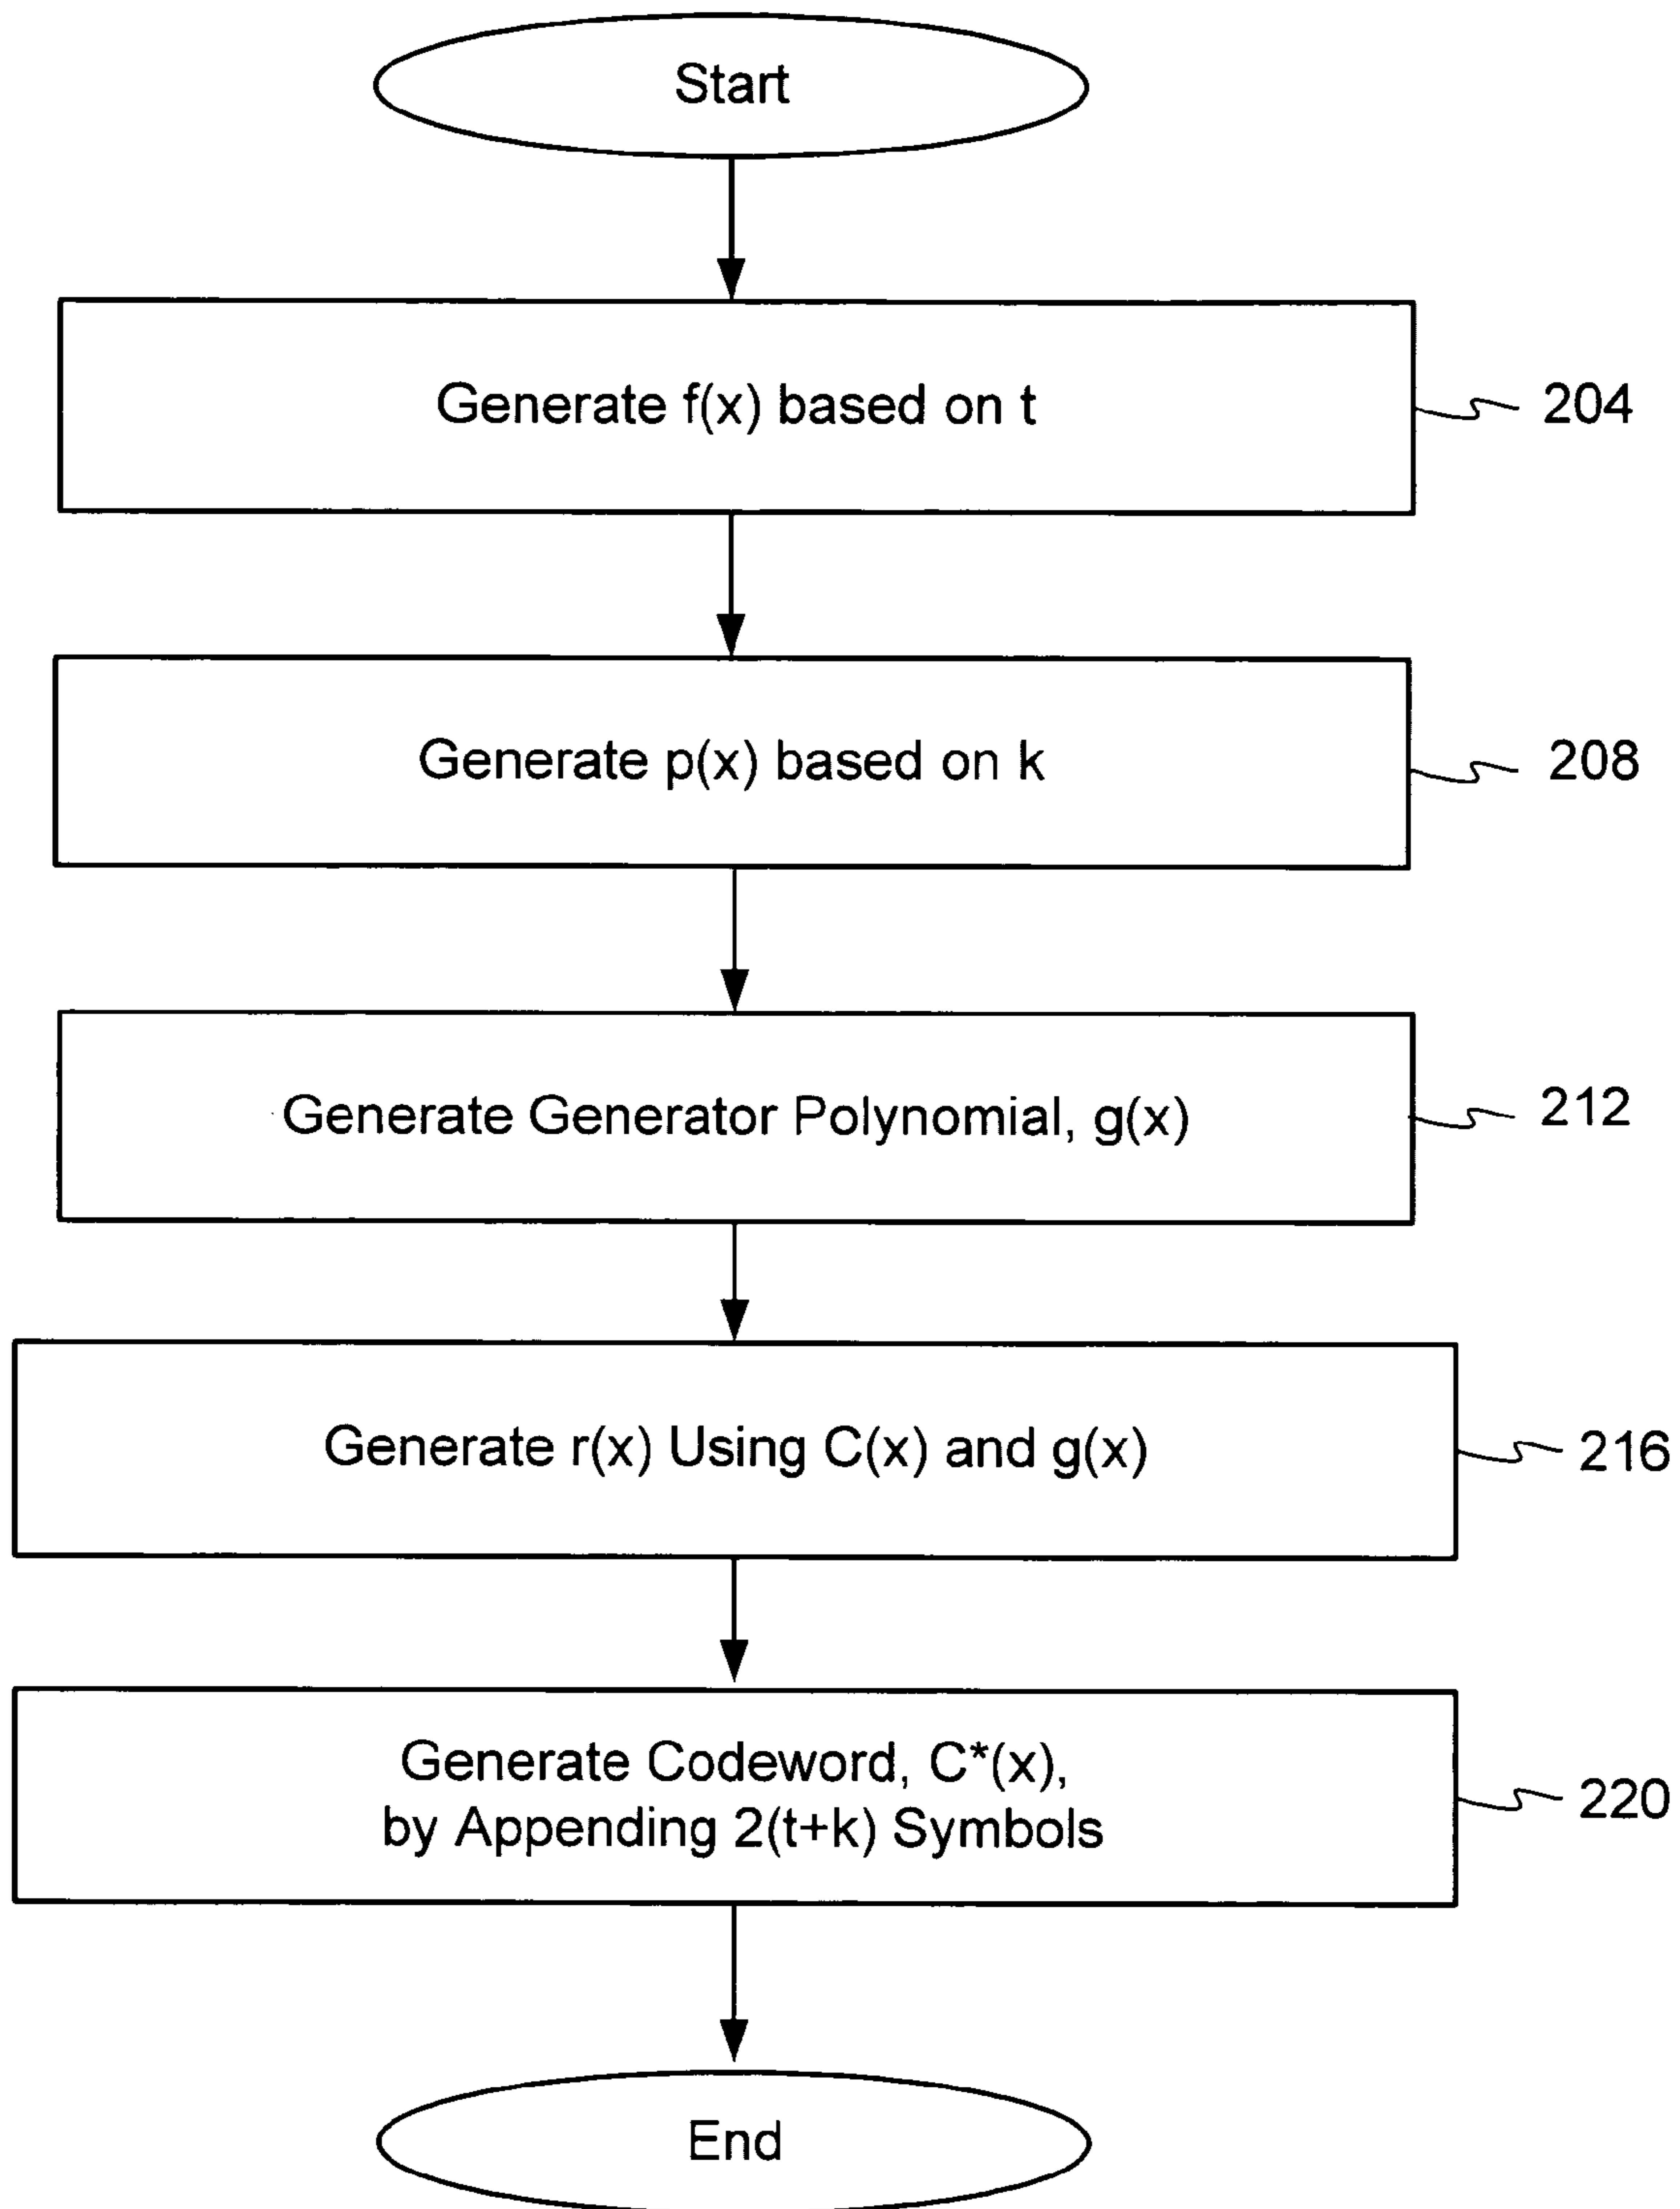 Start
Generate f(x) based on t
204
Generate p(x) based on k
208
Generate Generator Polynomial, g(x)
212
Generate r(x) Using C(x) and g(x)
216
Generate Codeword, C*(x),
by Appending 2(t+k) Symbols
220
End